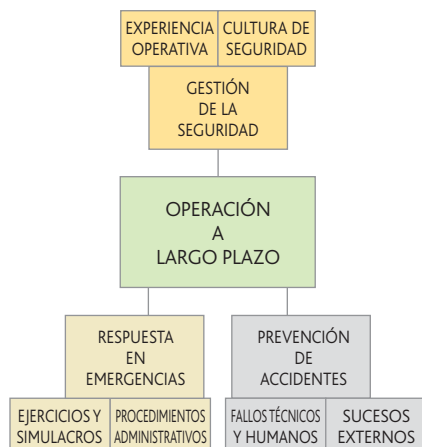 EXPERIENCIA
OPERATIVA
CULTURA DE
SEGURIDAD
GESTIÓN
DE LA
SEGURIDAD
OPERACIÓN
A
LARGO PLAZO
RESPUESTA
EN
EMERGENCIAS
PREVENCIÓN
DE
ACCIDENTES
EJERCICIOS Y
SIMULACROS
PROCEDIMIENTOS
ADMINISTRATIVOS
FALLOS TÉCNICOS
Y HUMANOS
SUCESOS
EXTERNOS